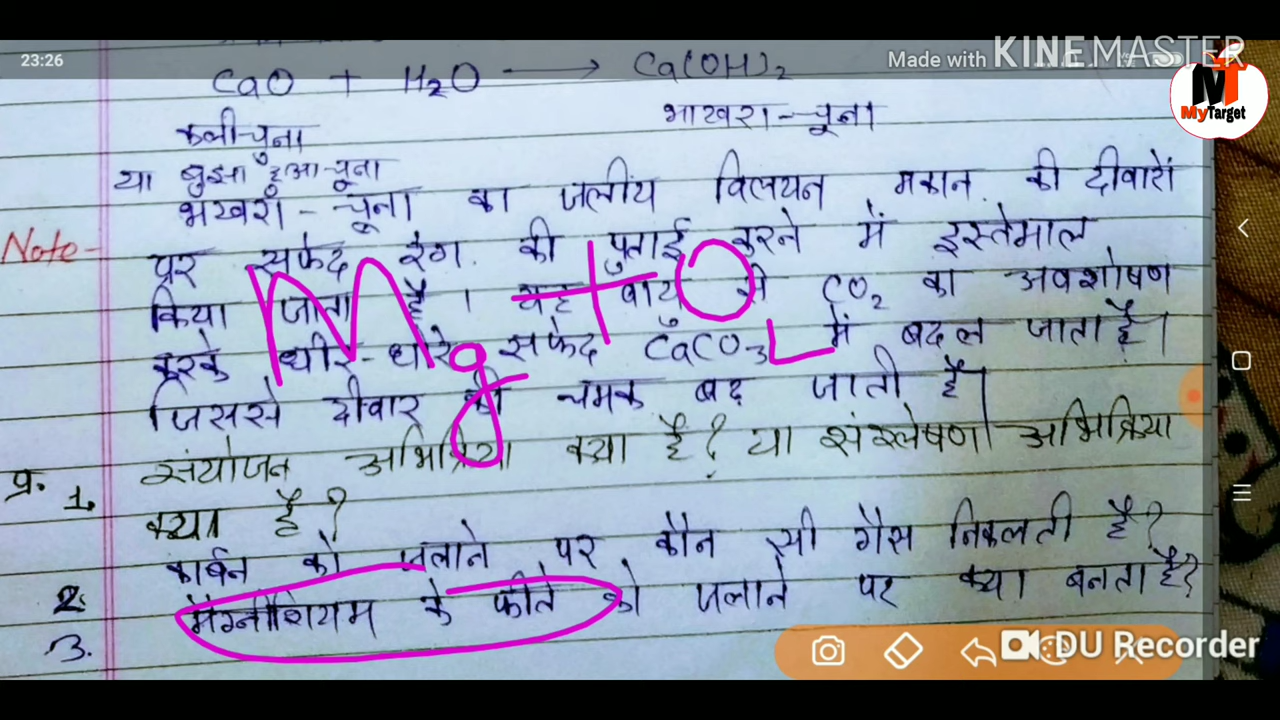 23:26
Made with KINEMASTER
MyTarget
CaO + H₂O → Ca(OH)₂
कलीचुना भाखरा-चूना
या बुझा हुआ चूना
भखरा - चूना का जलीय विलयन मकान की दीवारों
Note- पर सफेद रंग की पुताई करने में इस्तेमाल
किया जाता है। यह वायु से CO₂ का अवशोषण
करके धीरे-धीरे सफेद CaCO₃ में बदल जाता है।
जिससे दीवार की चमक बढ़ जाती है।
Mg + O₂
प्र. 1. संयोजन अभिक्रिया क्या है? या संश्लेषण अभिक्रिया
क्या है?
2. कार्बन को जलाने पर कौन सी गैस निकलती है?
3. मैग्नीशियम के फीते को जलाने पर क्या बनता है?
DU Recorder